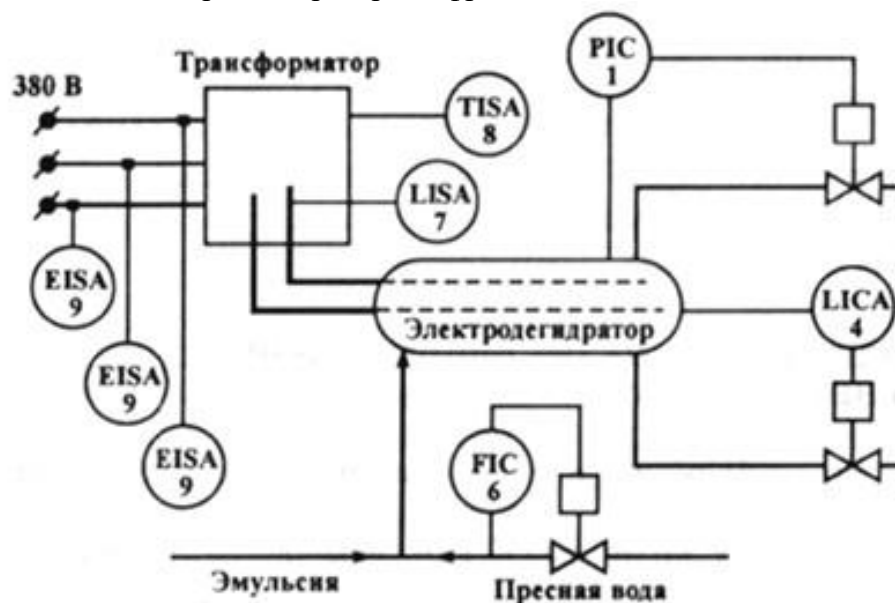 PIC
1
Трансформатор
380 В
TISA
8
LISA
7
EISA
9
LICA
4
Электродегидратор
EISA
9
EISA
9
FIC
6
Эмульсия
Пресная вода